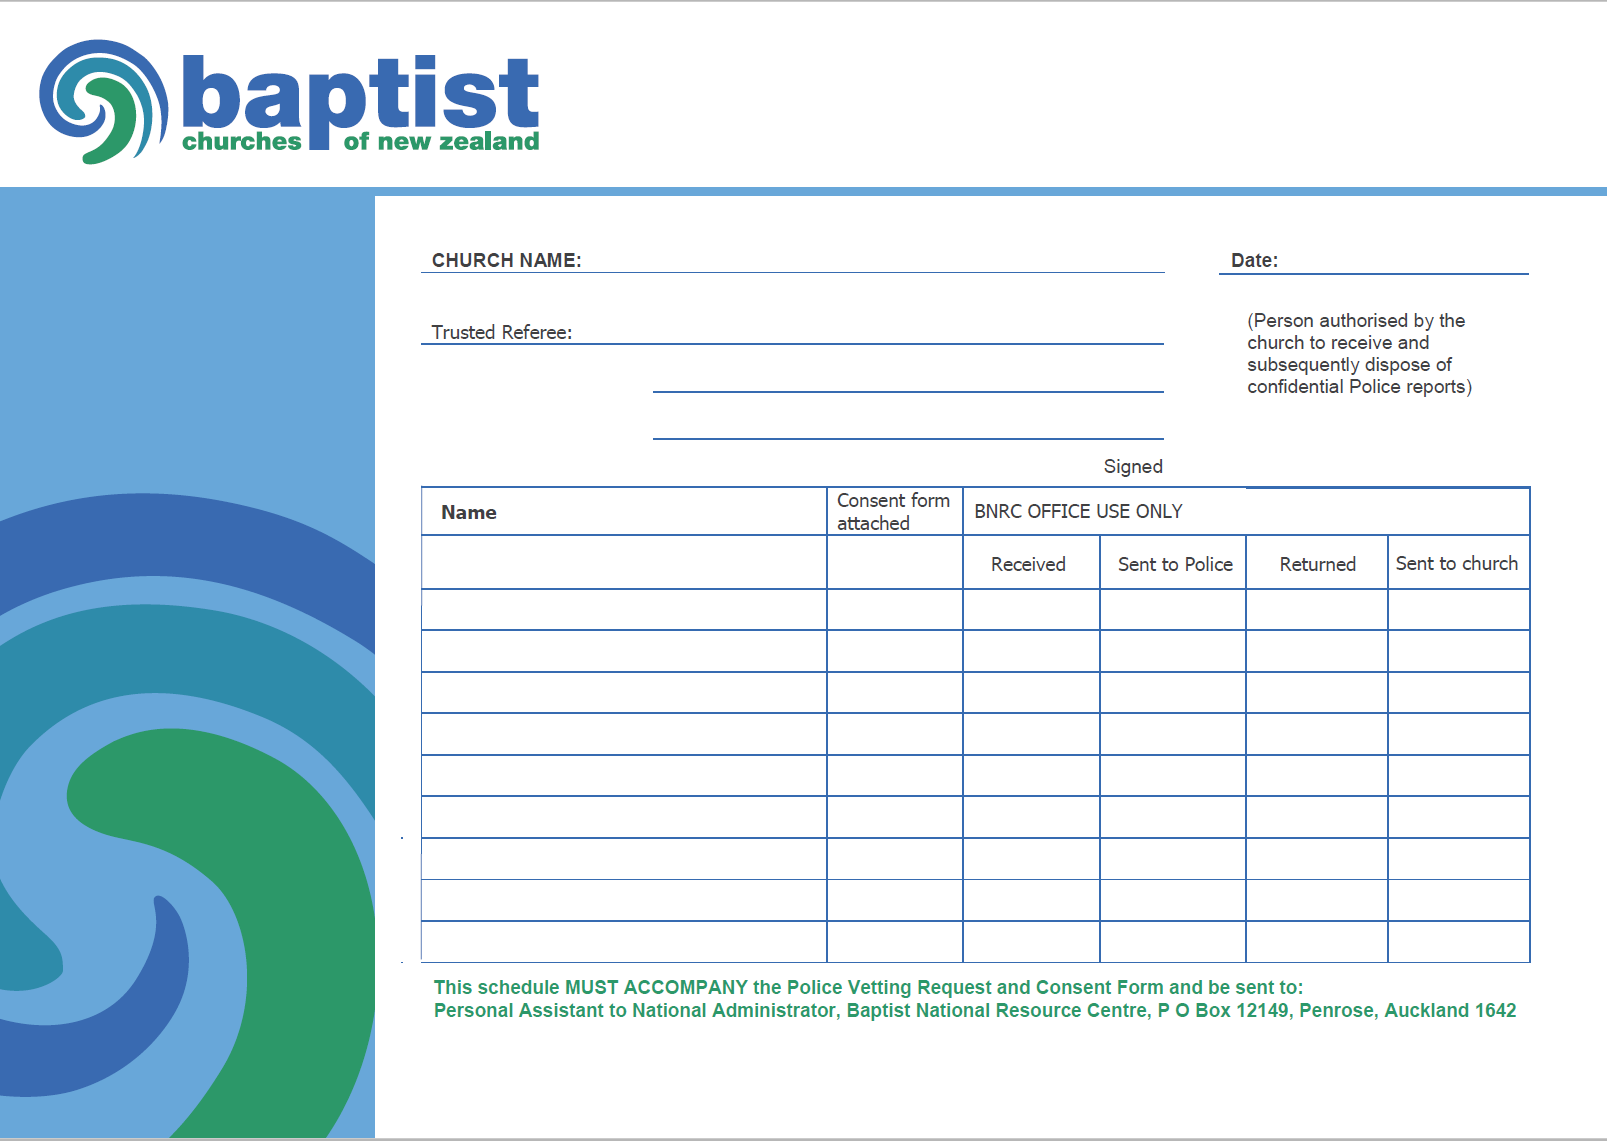 baptist
churches of new zealand
CHURCH NAME:
Date:
Trusted Referee:
(Person authorised by the
church to receive and
subsequently dispose of
confidential Police reports)
Signed
Name
Consent form
attached
BNRC OFFICE USE ONLY
Received
Sent to Police
Returned
Sent to church
This schedule MUST ACCOMPANY the Police Vetting Request and Consent Form and be sent to:
Personal Assistant to National Administrator, Baptist National Resource Centre, P O Box 12149, Penrose, Auckland 1642